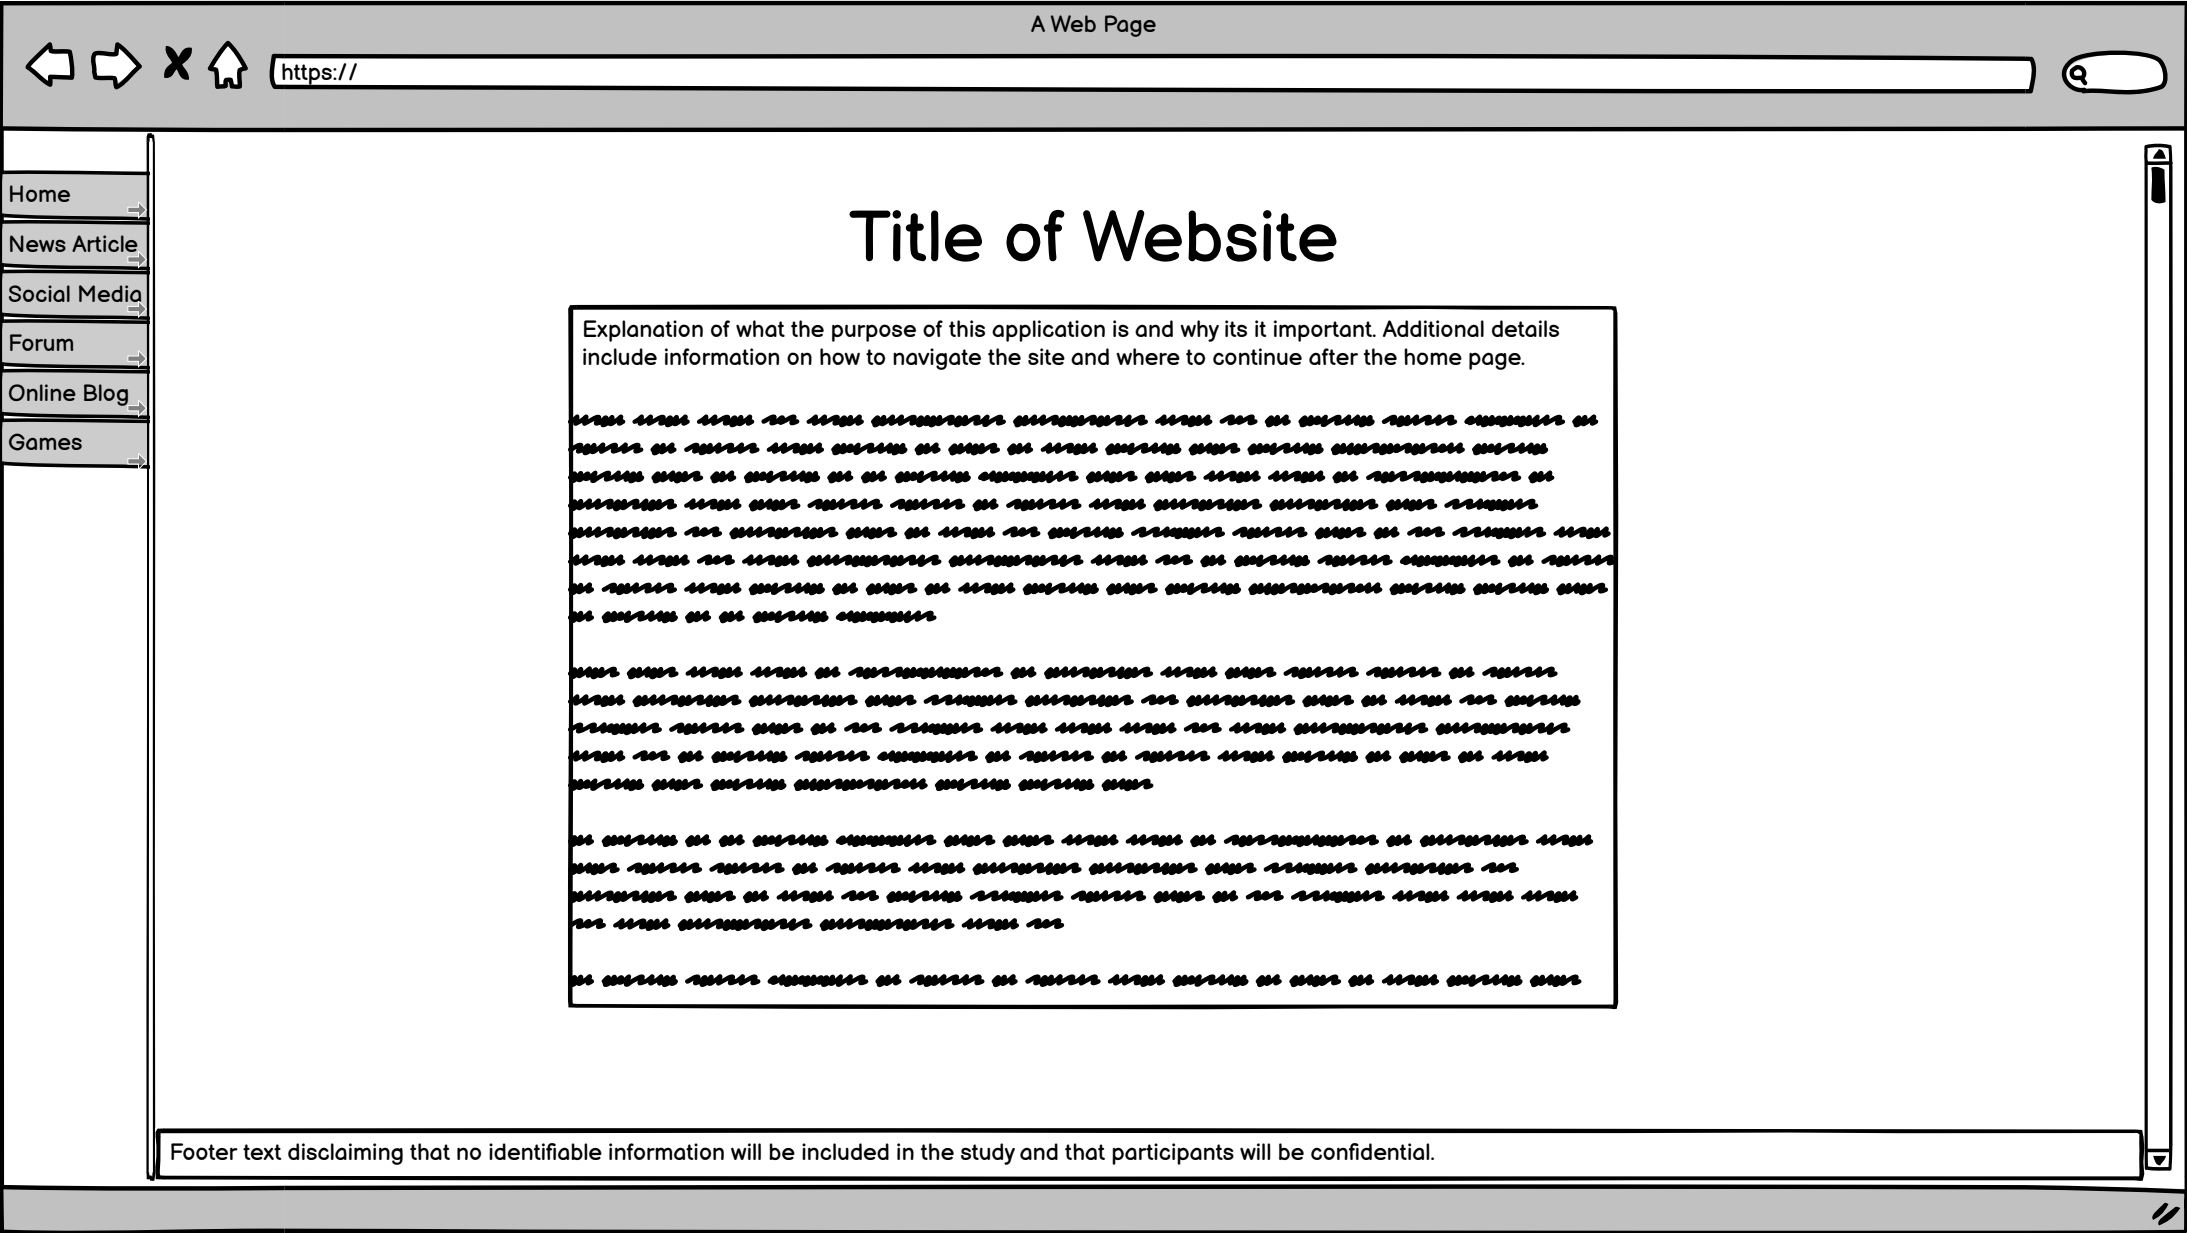 A Web Page
https://
Home
News Article
Social Media
Forum
Online Blog
Games
Title of Website
Explanation of what the purpose of this application is and why its it important. Additional details
include information on how to navigate the site and where to continue after the home page.
Footer text disclaiming that no identifiable information will be included in the study and that participants will be confidential.